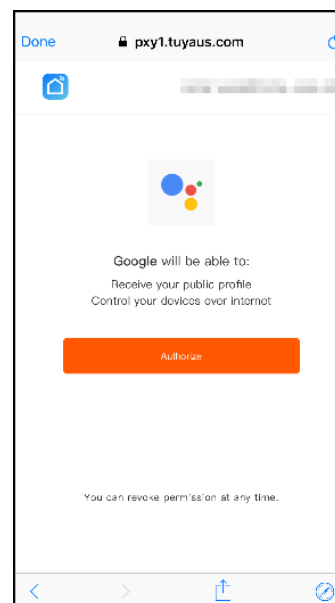 Done
pxy1.tuyaus.com
Google will be able to:
Receive your public profile
Control your devices over internet
Authorize
You can revoke permission at any time.